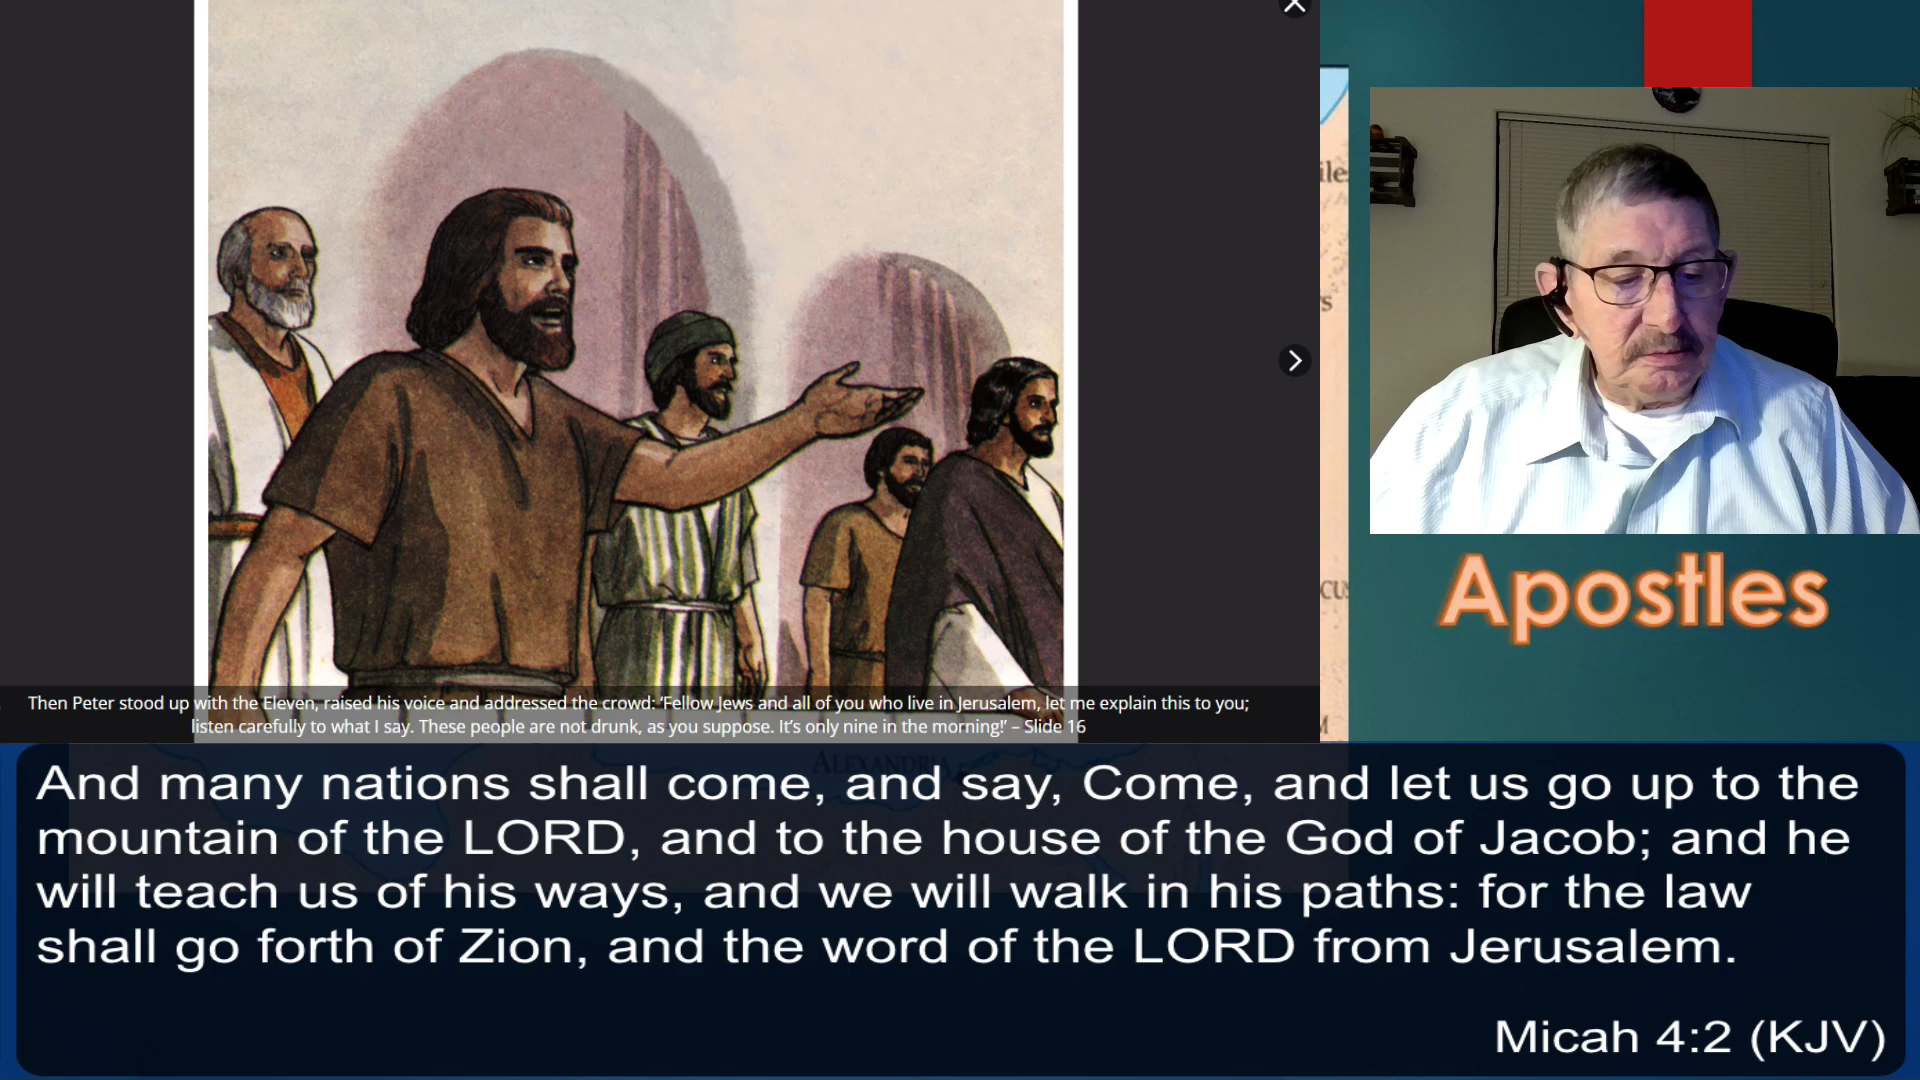 Then Peter stood up with the Eleven, raised his voice and addressed the crowd: ‘Fellow Jews and all of you who live in Jerusalem, let me explain this to you;
listen carefully to what I say. These people are not drunk, as you suppose. It’s only nine in the morning!’ – Slide 16
Apostles
ALEXANDRIA
And many nations shall come, and say, Come, and let us go up to the
mountain of the LORD, and to the house of the God of Jacob; and he
will teach us of his ways, and we will walk in his paths: for the law
shall go forth of Zion, and the word of the LORD from Jerusalem.
Micah 4:2 (KJV)